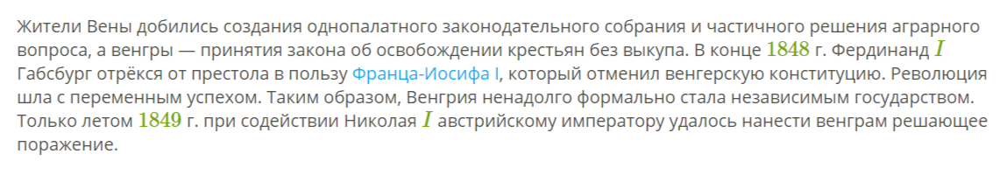 Жители Вены добились создания однопалатного законодательного собрания и частичного решения аграрного
вопроса, а венгры — принятия закона об освобождении крестьян без выкупа. В конце 1848 г. Фердинанд I
Габсбург отрёкся от престола в пользу Франца-Иосифа I, который отменил венгерскую конституцию. Революция
шла с переменным успехом. Таким образом, Венгрия ненадолго формально стала независимым государством.
Только летом 1849 г. при содействии Николая I австрийскому императору удалось нанести венграм решающее
поражение.